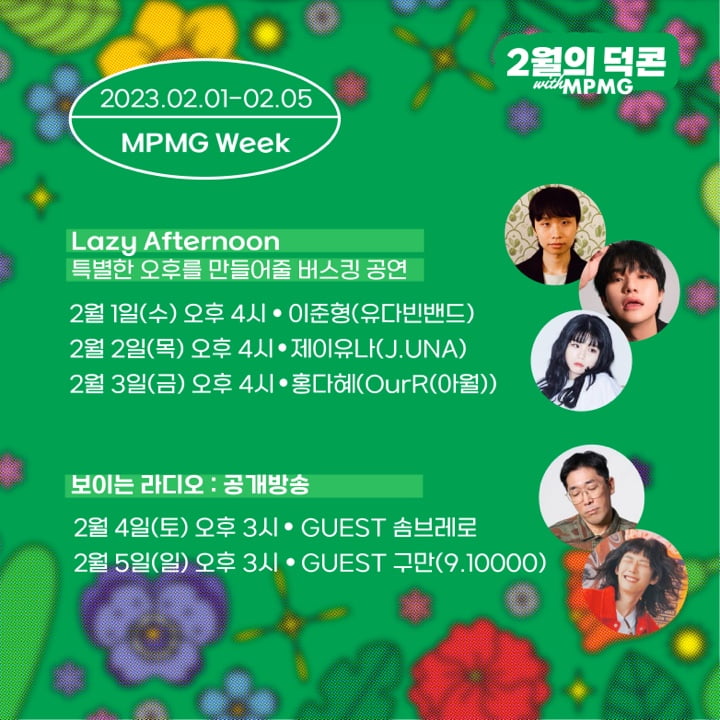 2월의 덕콘
with MPMG
2023.02.01-02.05
MPMG Week
Lazy Afternoon
특별한 오후를 만들어줄 버스킹 공연
2월 1일(수) 오후 4시 • 이준형(유다빈밴드)
2월 2일(목) 오후 4시 • 제이유나(J.UNA)
2월 3일(금) 오후 4시 • 홍다혜(OurR(아월))
보이는 라디오 : 공개방송
2월 4일(토) 오후 3시 • GUEST 솜브레로
2월 5일(일) 오후 3시 • GUEST 구만(9.10000)